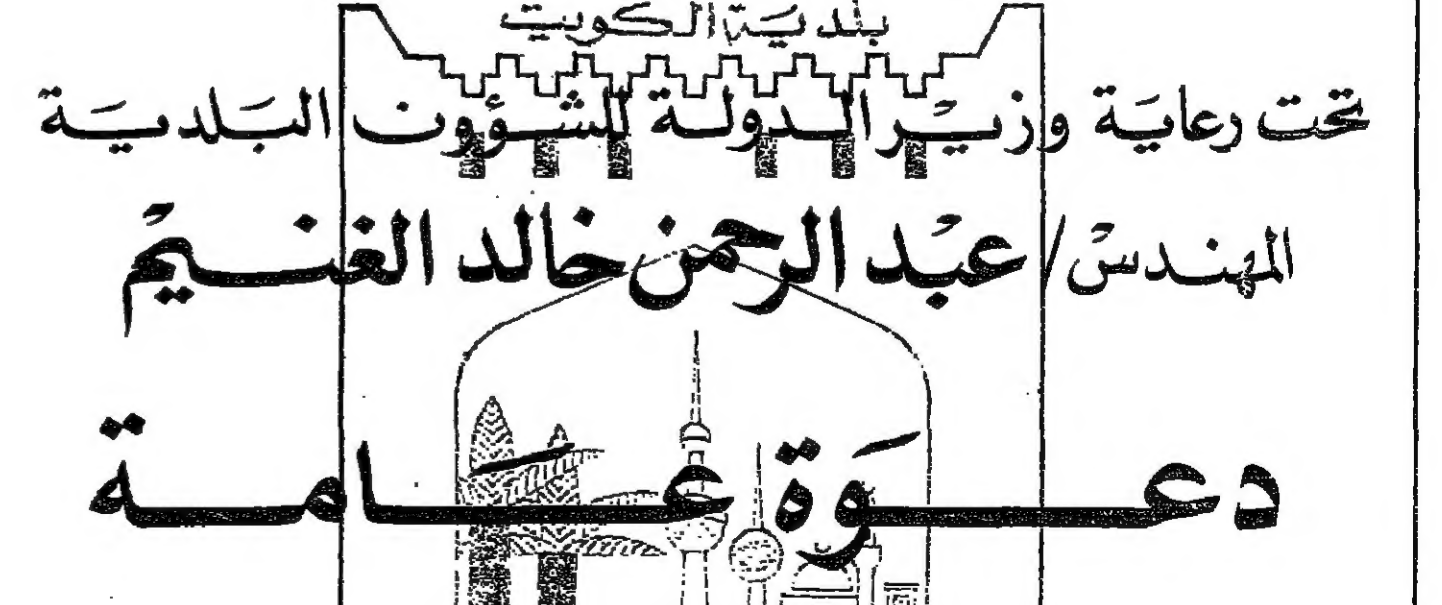 بلدية الكويت
تحت رعاية وزير الدولة للشؤون البلدية
المهندس/ عبد الرحمن خالد الغنيم
دعوة عامة